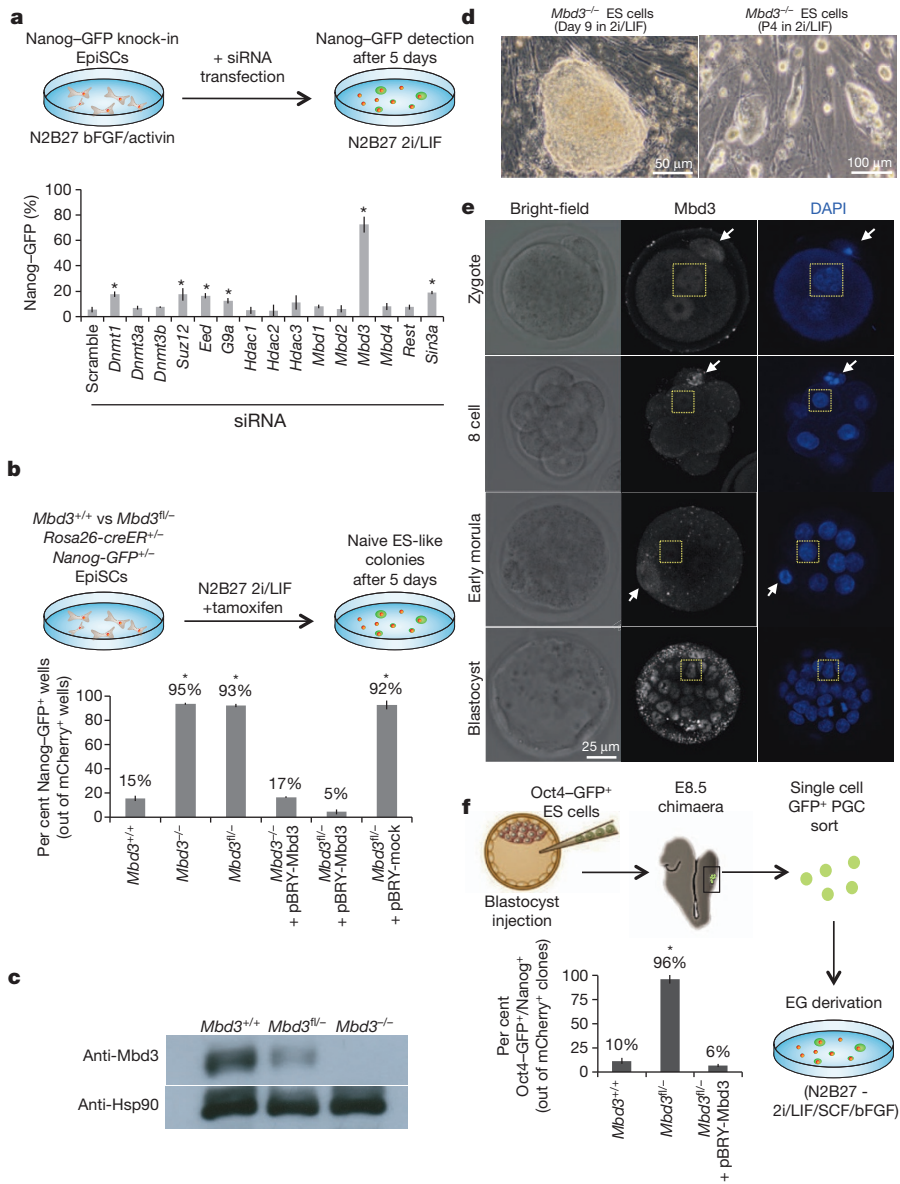 a
Nanog–GFP knock-in
EpiSCs
+ siRNA
transfection
Nanog–GFP detection
after 5 days
N2B27 bFGF/activin
N2B27 2i/LIF
Nanog–GFP (%)
100
80
60
40
20
0
* * * * * * *
Scramble
Dnmt1
Dnmt3a
Dnmt3b
Suz12
Eed
G9a
Hdac1
Hdac2
Hdac3
Mbd1
Mbd2
Mbd3
Mbd4
Rest
Sin3a
siRNA
b
Mbd3+/+ vs Mbd3fl/–
Rosa26-creER+/–
Nanog-GFP+/–
EpiSCs
N2B27 2i/LIF
+tamoxifen
Naive ES-like
colonies
after 5 days
Per cent Nanog–GFP+ wells
(out of mCherry+ wells)
100
80
60
40
20
0
15%
*
95%
*
93%
17%
5%
*
92%
Mbd3+/+
Mbd3–/–
Mbd3fl/–
Mbd3–/–
+ pBRY-Mbd3
Mbd3fl/–
+ pBRY-Mbd3
Mbd3fl/–
+ pBRY-mock
c
Mbd3+/+ Mbd3fl/– Mbd3–/–
Anti-Mbd3
Anti-Hsp90
d
Mbd3–/– ES cells
(Day 9 in 2i/LIF)
Mbd3–/– ES cells
(P4 in 2i/LIF)
50 μm
100 μm
e
Bright-field
Mbd3
DAPI
Zygote
8 cell
Early morula
Blastocyst
25 μm
f
Oct4–GFP+
ES cells
Blastocyst
injection
E8.5
chimaera
Single cell
GFP+ PGC
sort
EG derivation
(N2B27 -
2i/LIF/SCF/bFGF)
Per cent
Oct4–GFP+/Nanog+
(out of mCherry+ clones)
100
75
50
25
0
10%
*
96%
6%
Mbd3+/+
Mbd3fl/–
Mbd3fl/–
+ pBRY-Mbd3